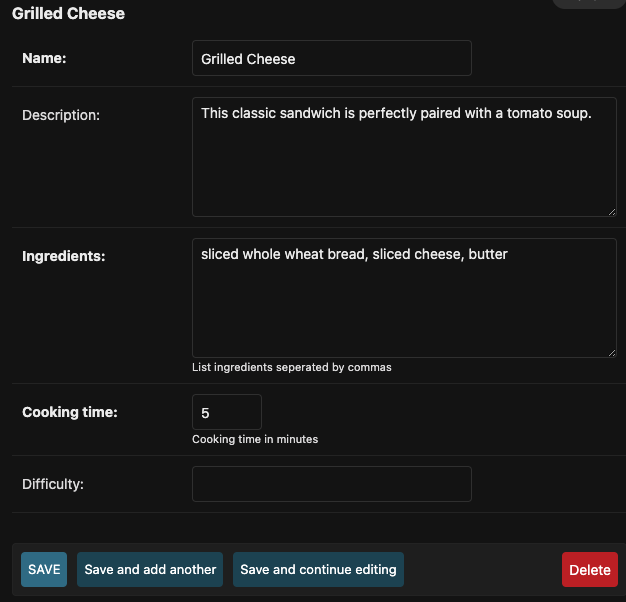 Grilled Cheese
Name:
Grilled Cheese
Description:
This classic sandwich is perfectly paired with a tomato soup.
Ingredients:
sliced whole wheat bread, sliced cheese, butter
List ingredients seperated by commas
Cooking time:
5
Cooking time in minutes
Difficulty:
SAVE
Save and add another
Save and continue editing
Delete